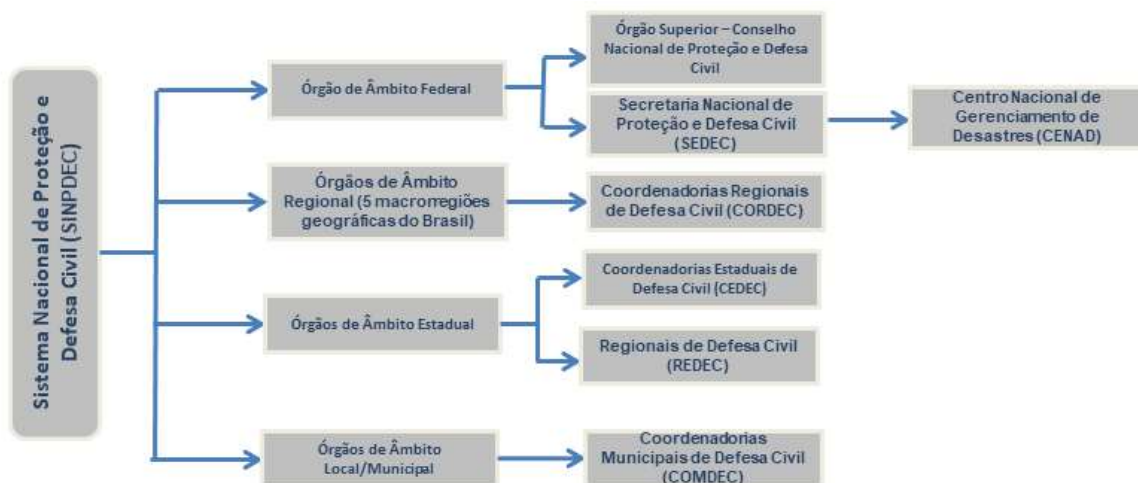 Sistema Nacional de Proteção e
Defesa Civil (SINPDEC)
Órgão de Âmbito Federal
Órgão Superior – Conselho
Nacional de Proteção e Defesa
Civil
Secretaria Nacional de
Proteção e Defesa Civil
(SEDEC)
Centro Nacional de
Gerenciamento de
Desastres (CENAD)
Órgãos de Âmbito
Regional (5 macrorregiões
geográficas do Brasil)
Coordenadorias Regionais
de Defesa Civil (CORDEC)
Órgãos de Âmbito Estadual
Coordenadorias Estaduais de
Defesa Civil (CEDEC)
Regionais de Defesa Civil
(REDEC)
Órgãos de Âmbito
Local/Municipal
Coordenadorias
Municipais de Defesa Civil
(COMDEC)